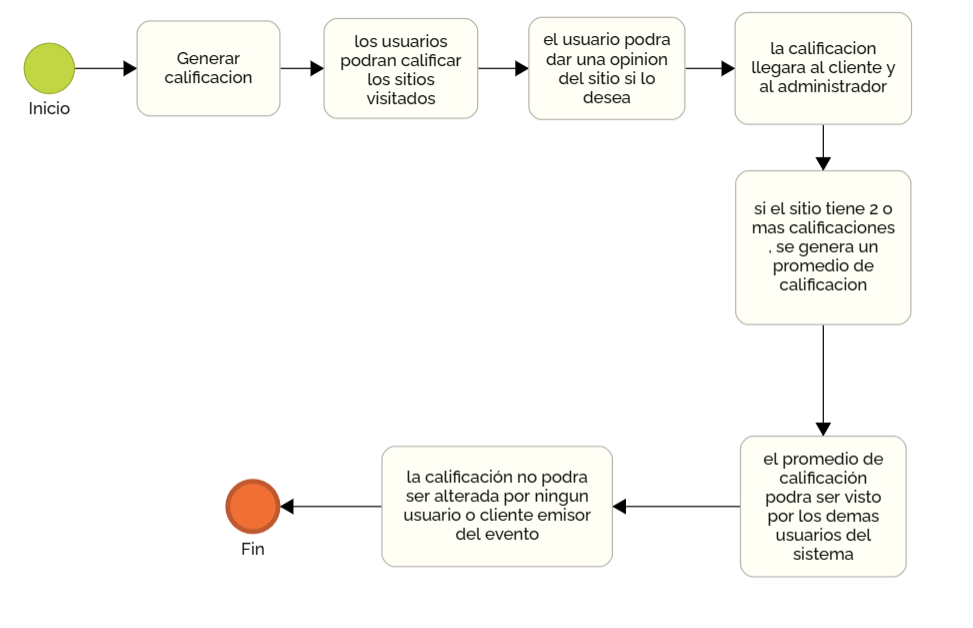 Inicio
Generar
calificacion
los usuarios
podran calificar
los sitios
visitados
el usuario podra
dar una opinion
del sitio si lo
desea
la calificacion
llegara al cliente y
al administrador
si el sitio tiene 2 o
mas calificaciones
, se genera un
promedio de
calificacion
el promedio de
calificación
podra ser visto
por los demas
usuarios del
sistema
la calificación no podra
ser alterada por ningun
usuario o cliente emisor
del evento
Fin